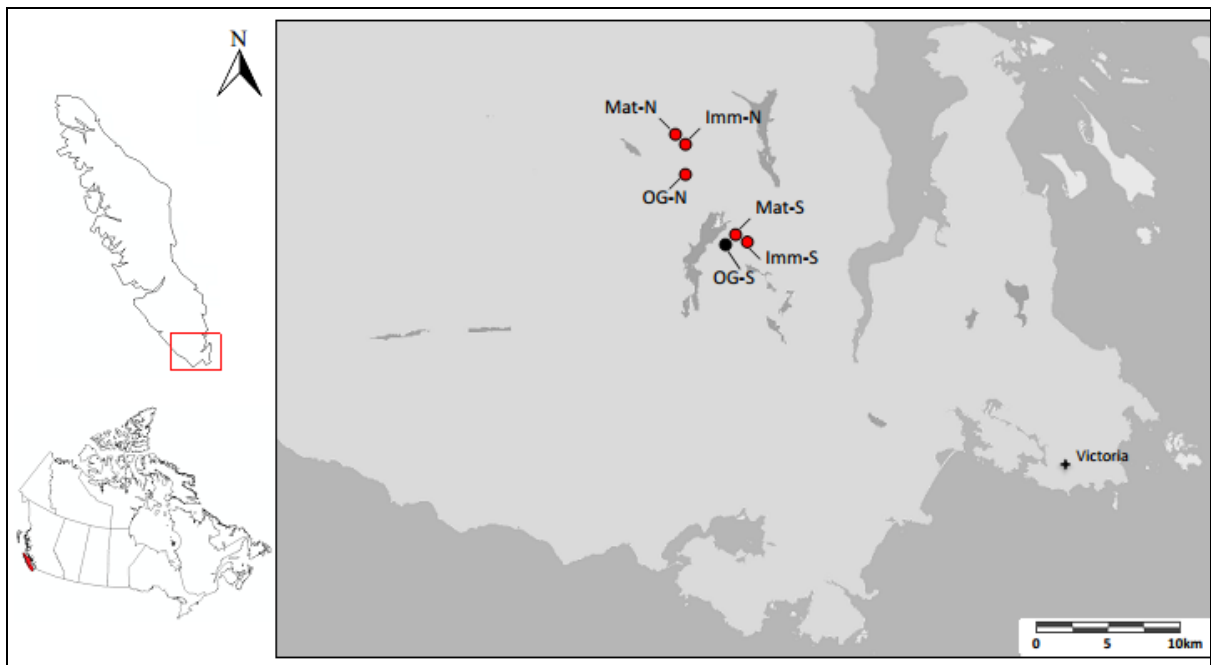 N
Mat-N
Imm-N
OG-N
Mat-S
Imm-S
OG-S
Victoria
0 5 10km